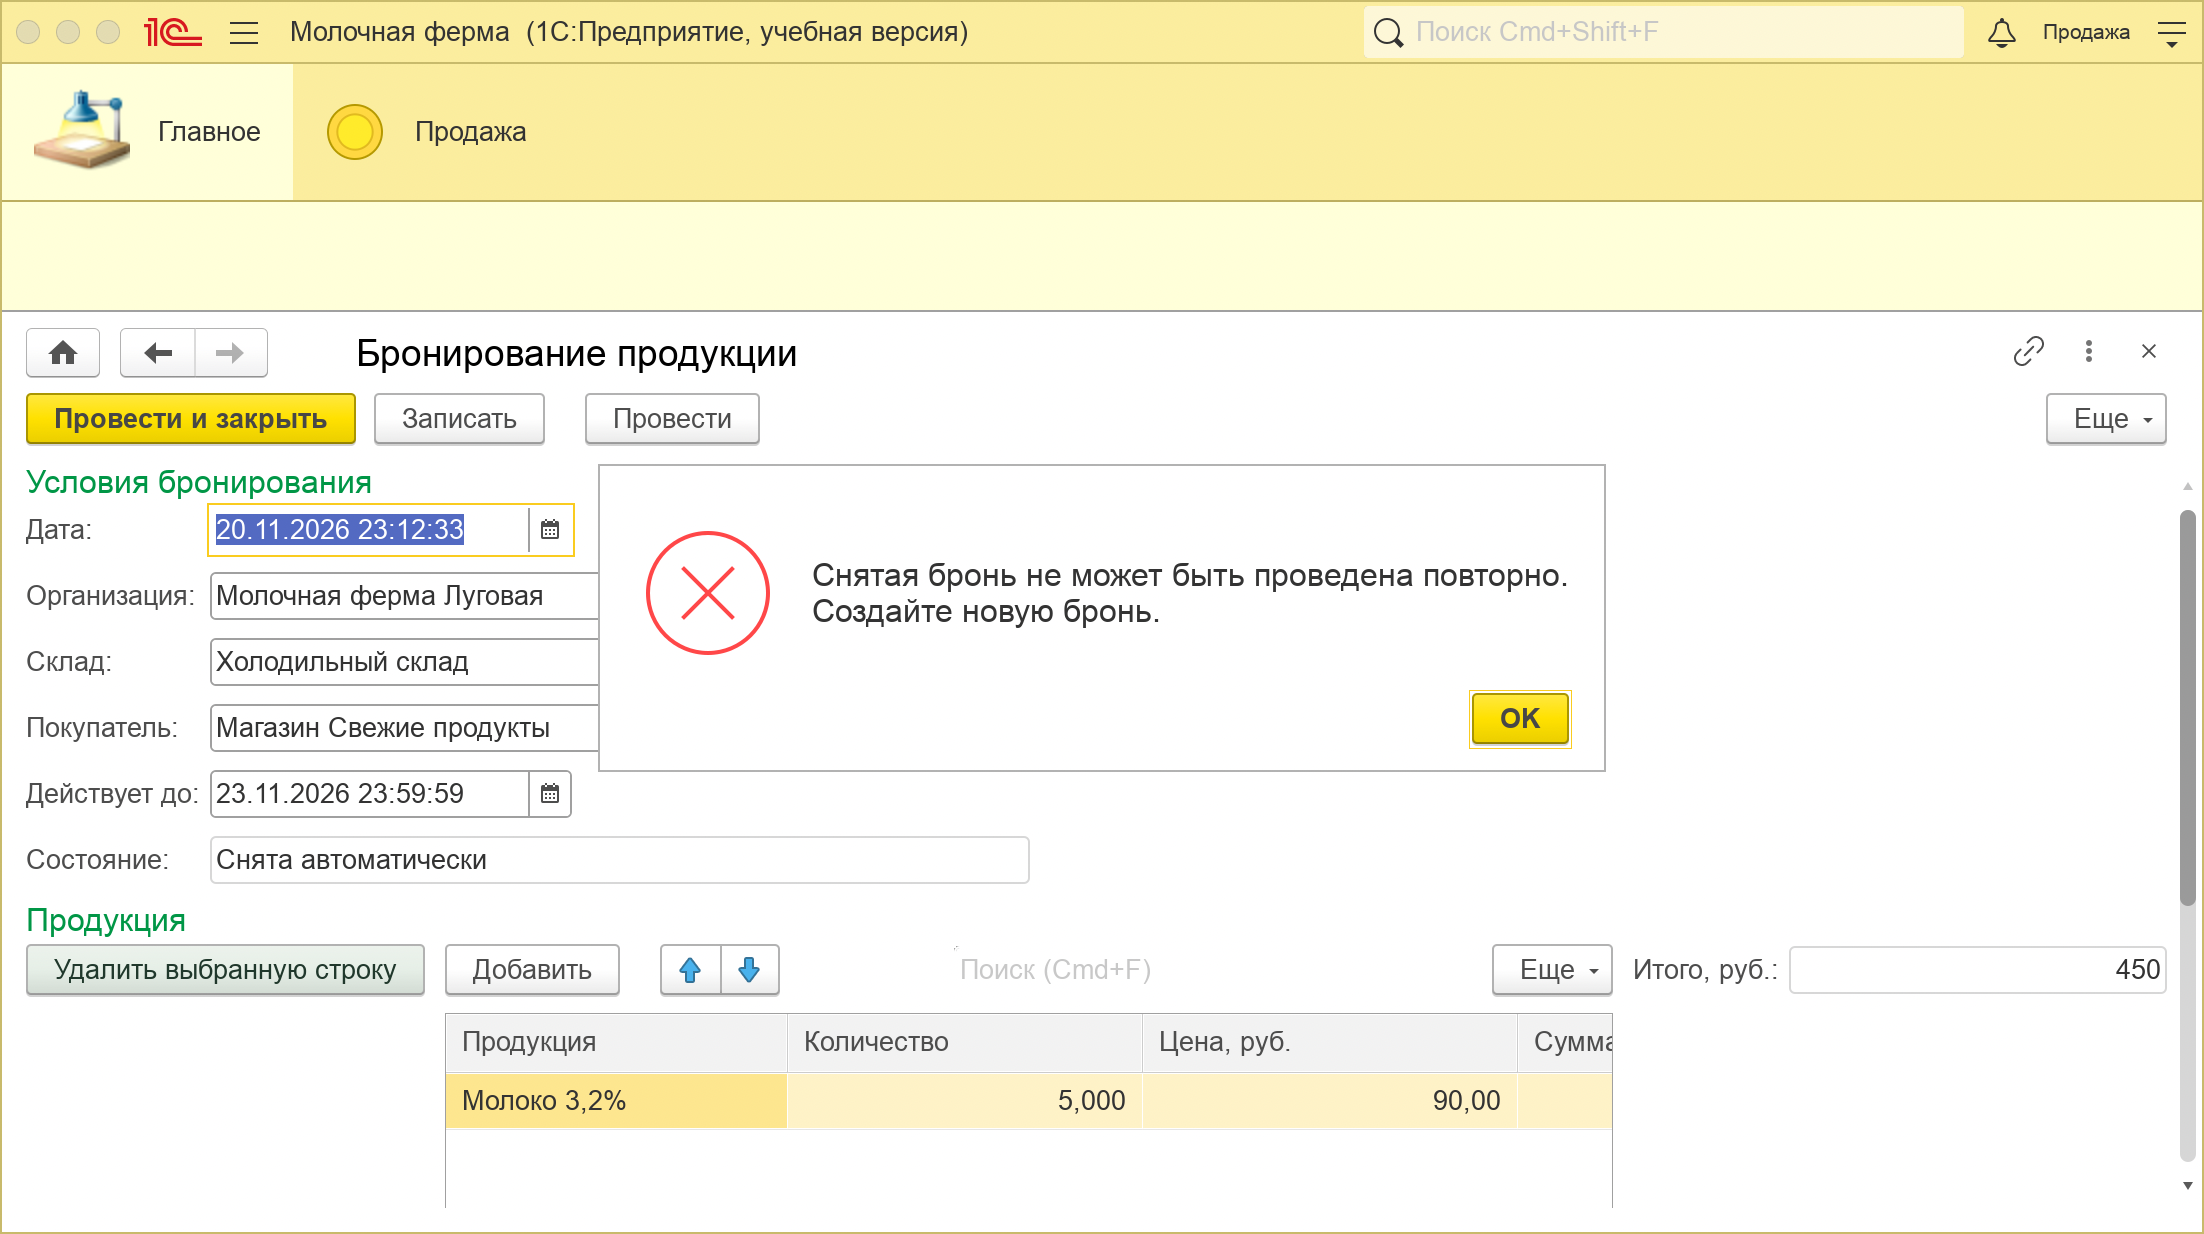 1С Молочная ферма (1С:Предприятие, учебная версия) Поиск Cmd+Shift+F Продажа
Главное Продажа
Бронирование продукции
Провести и закрыть Записать Провести Еще
Условия бронирования
Дата: 20.11.2026 23:12:33
Организация: Молочная ферма Луговая
Склад: Холодильный склад
Покупатель: Магазин Свежие продукты
Действует до: 23.11.2026 23:59:59
Состояние: Снята автоматически
Снятая бронь не может быть проведена повторно.
Создайте новую бронь.
OK
Продукция
Удалить выбранную строку Добавить Поиск (Cmd+F) Еще Итого, руб.: 450
Продукция Количество Цена, руб. Сумма
Молоко 3,2% 5,000 90,00